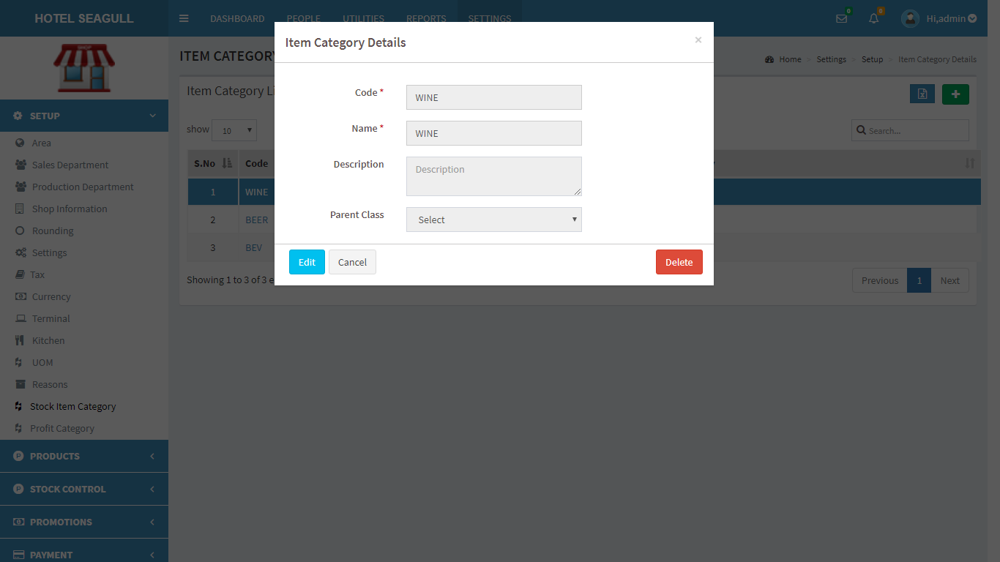 HOTEL SEAGULL
DASHBOARD PEOPLE UTILITIES REPORTS SETTINGS
0 0 Hi,admin
SHOP
ITEM CATEGORY
Home > Settings > Setup > Item Category Details
Item Category Details ×
Code *
WINE
Name *
WINE
Description
Description
Parent Class
Select
Edit Cancel Delete
Item Category Li
show 10
Search...
S.No Code
1 WINE
2 BEER
3 BEV
Showing 1 to 3 of 3 e
Previous 1 Next
SETUP
Area
Sales Department
Production Department
Shop Information
Rounding
Settings
Tax
Currency
Terminal
Kitchen
UOM
Reasons
Stock Item Category
Profit Category
PRODUCTS
STOCK CONTROL
PROMOTIONS
PAYMENT